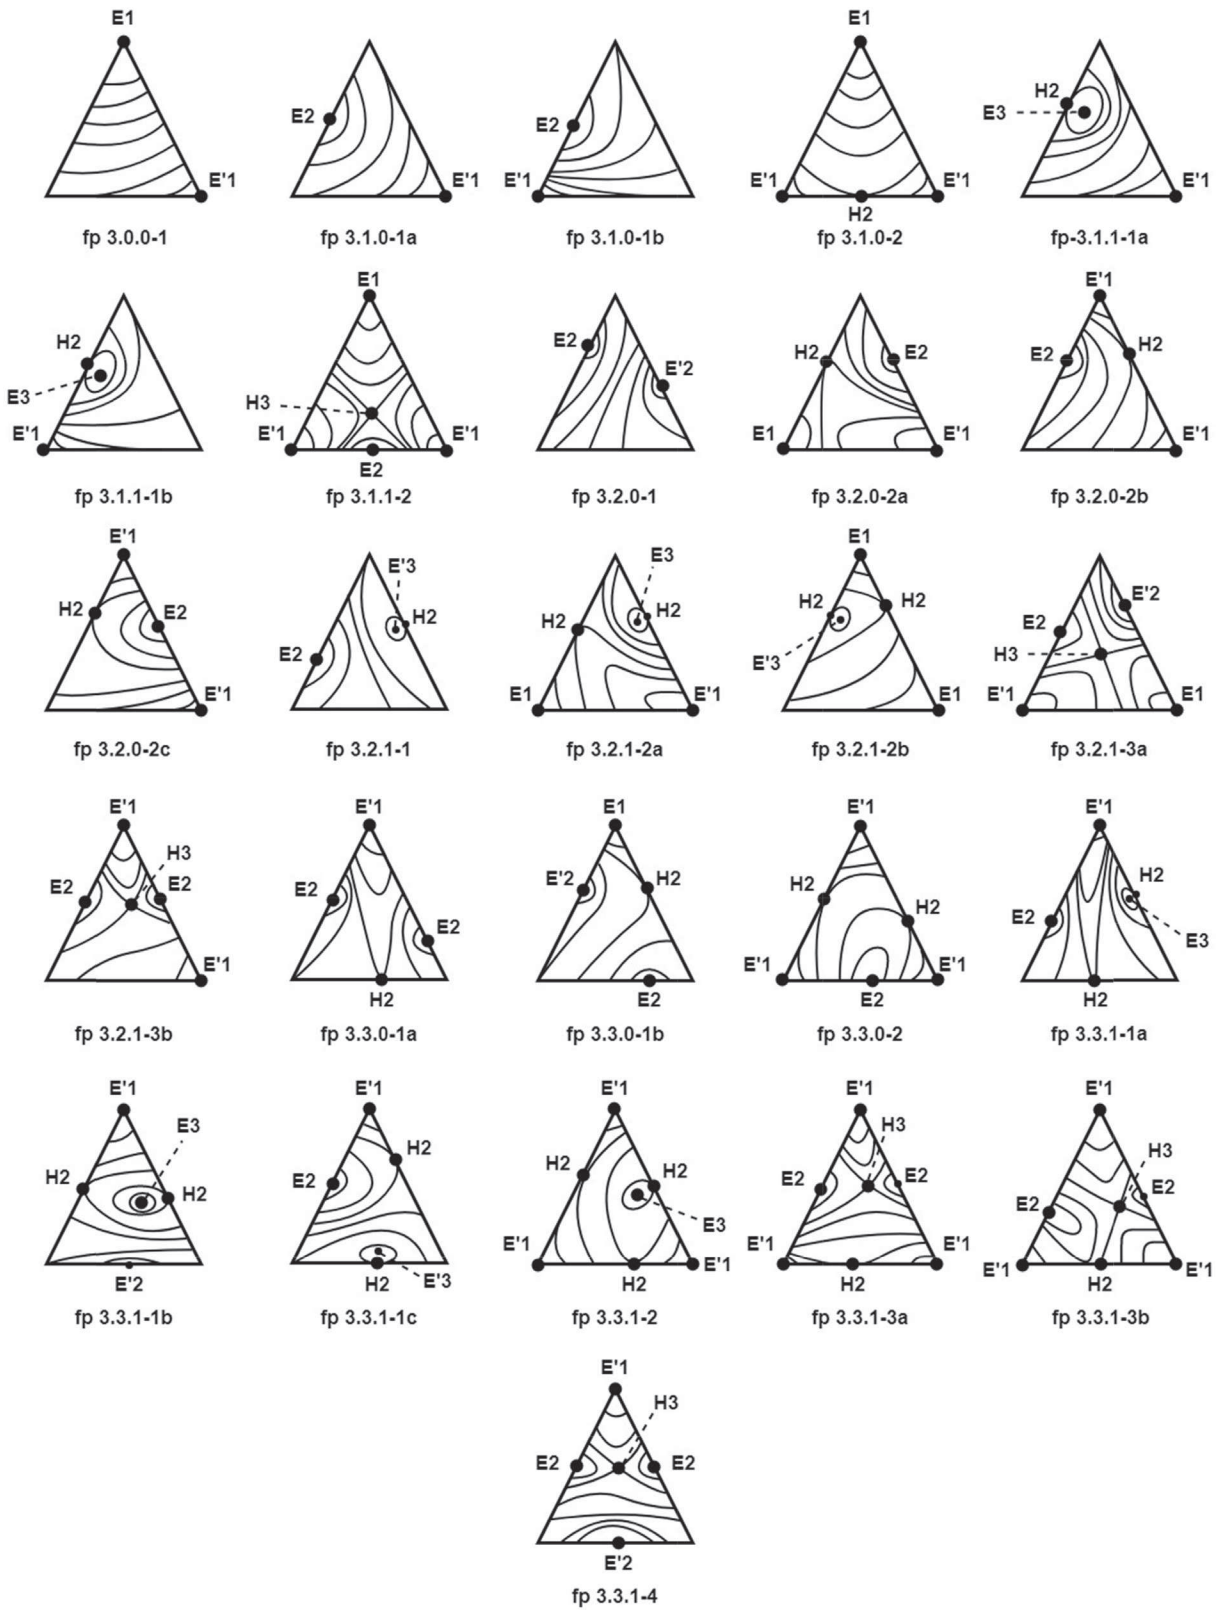 E1
E1
H2
E3
E2
E2
E'1
E'1
E'1
E'1
E'1
E'1
H2
fp 3.0.0-1
fp 3.1.0-1a
fp 3.1.0-1b
fp 3.1.0-2
fp-3.1.1-1a
E1
E'1
H2
E2
E'2
H2
E2
E2
H2
E3
H3
E'1
E'1
E'1
E1
E'1
E'1
E2
fp 3.1.1-1b
fp 3.1.1-2
fp 3.2.0-1
fp 3.2.0-2a
fp 3.2.0-2b
E'1
E'3
E3
E1
H2
E2
H2
H2
H2
H2
H2
E'2
E2
E2
E'3
H3
E'1
E1
E'1
E1
E'1
E1
fp 3.2.0-2c
fp 3.2.1-1
fp 3.2.1-2a
fp 3.2.1-2b
fp 3.2.1-3a
E'1
E'1
E1
E'1
E'1
H3
E2
E2
E2
E2
E'2
H2
H2
H2
H2
E2
E3
E'1
E'1
E'1
H2
E2
E2
H2
fp 3.2.1-3b
fp 3.3.0-1a
fp 3.3.0-1b
fp 3.3.0-2
fp 3.3.1-1a
E'1
E'1
E'1
E'1
E'1
E3
H3
H3
H2
H2
E2
H2
H2
H2
E2
E2
E2
E2
E3
E'1
E'1
E'1
E'1
E'1
E'1
E'2
H2
E'3
H2
H2
H2
fp 3.3.1-1b
fp 3.3.1-1c
fp 3.3.1-2
fp 3.3.1-3a
fp 3.3.1-3b
E'1
H3
E2
E2
E'2
fp 3.3.1-4